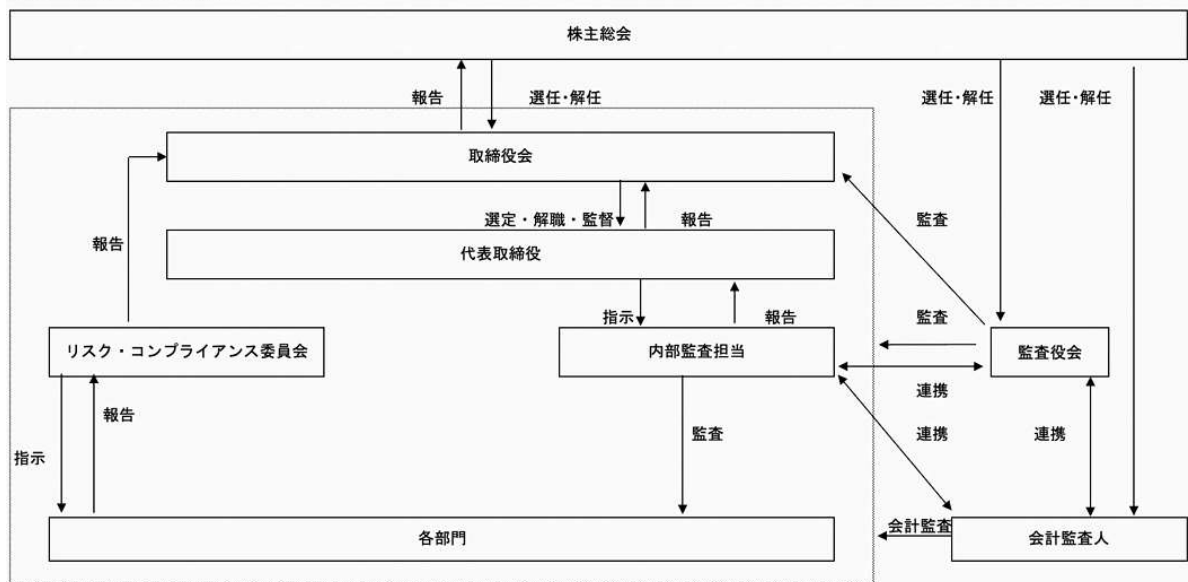 株主総会
報告
選任・解任
選任・解任
選任・解任
取締役会
選定・解職・監督
報告
監査
報告
代表取締役
指示
報告
監査
リスク・コンプライアンス委員会
内部監査担当
監査役会
連携
報告
監査
連携
連携
指示
会計監査
各部門
会計監査人